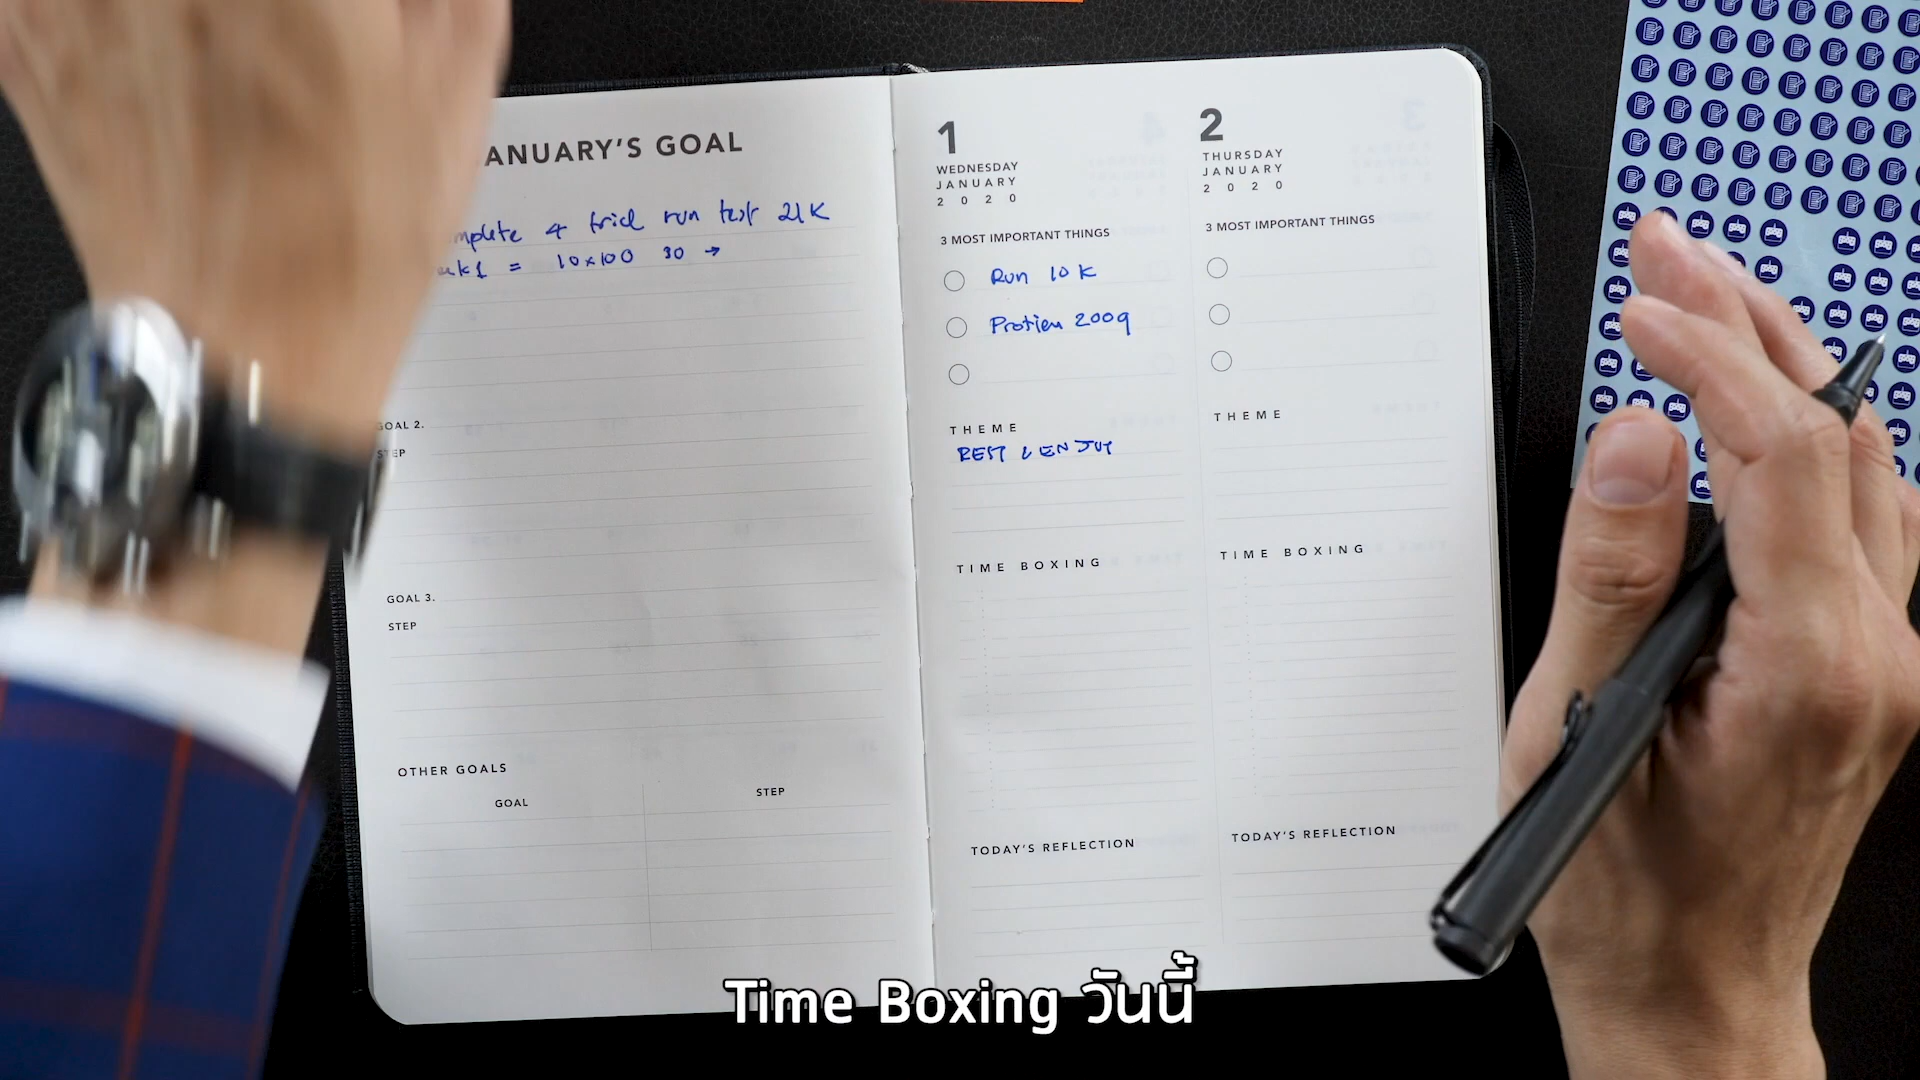 ANUARY'S GOAL
mplete 4 trial run test 21K
10x100 30 →
GOAL 2.
STEP
GOAL 3.
STEP
OTHER GOALS
GOAL STEP
1
WEDNESDAY
JANUARY
2020
3 MOST IMPORTANT THINGS
Run 10K
Protien 200g
THEME
REST & ENJOY
TIME BOXING
TODAY'S REFLECTION
2
THURSDAY
JANUARY
2020
3 MOST IMPORTANT THINGS
THEME
TIME BOXING
TODAY'S REFLECTION
Time Boxing วันนี้